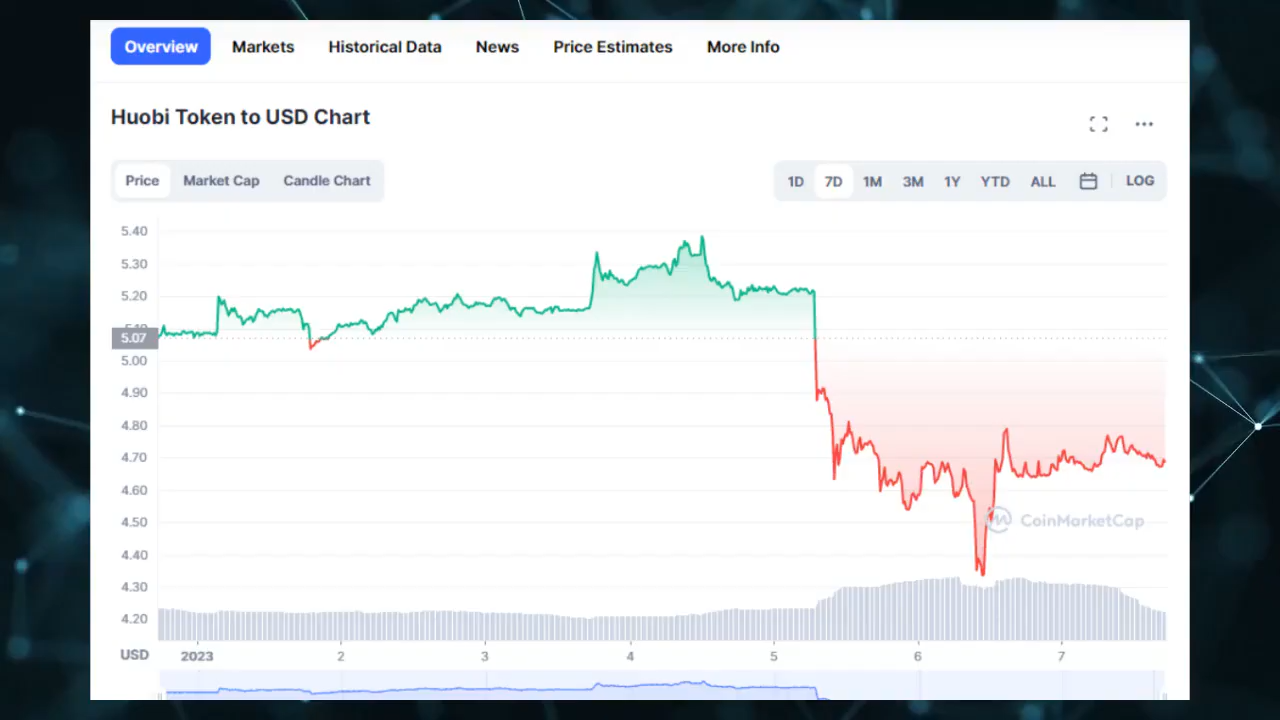 Overview Markets Historical Data News Price Estimates More Info
Huobi Token to USD Chart
Price Market Cap Candle Chart 1D 7D 1M 3M 1Y YTD ALL LOG
5.40
5.30
5.20
5.07
5.00
4.90
4.80
4.70
4.60
4.50
CoinMarketCap
4.40
4.30
4.20
USD 2023 2 3 4 5 6 7